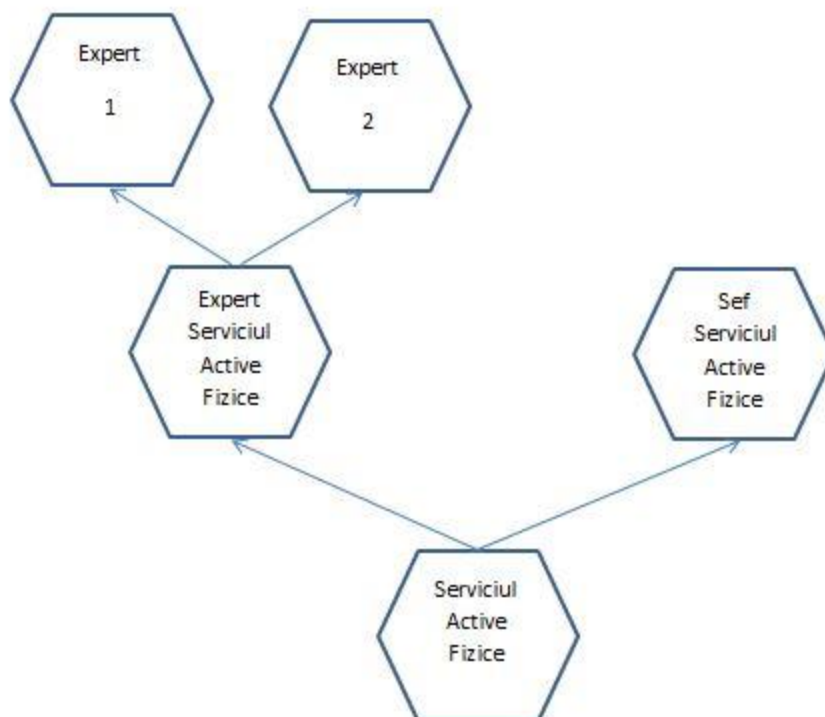 Expert
1
Expert
2
Expert
Serviciul
Active
Fizice
Sef
Serviciul
Active
Fizice
Serviciul
Active
Fizice